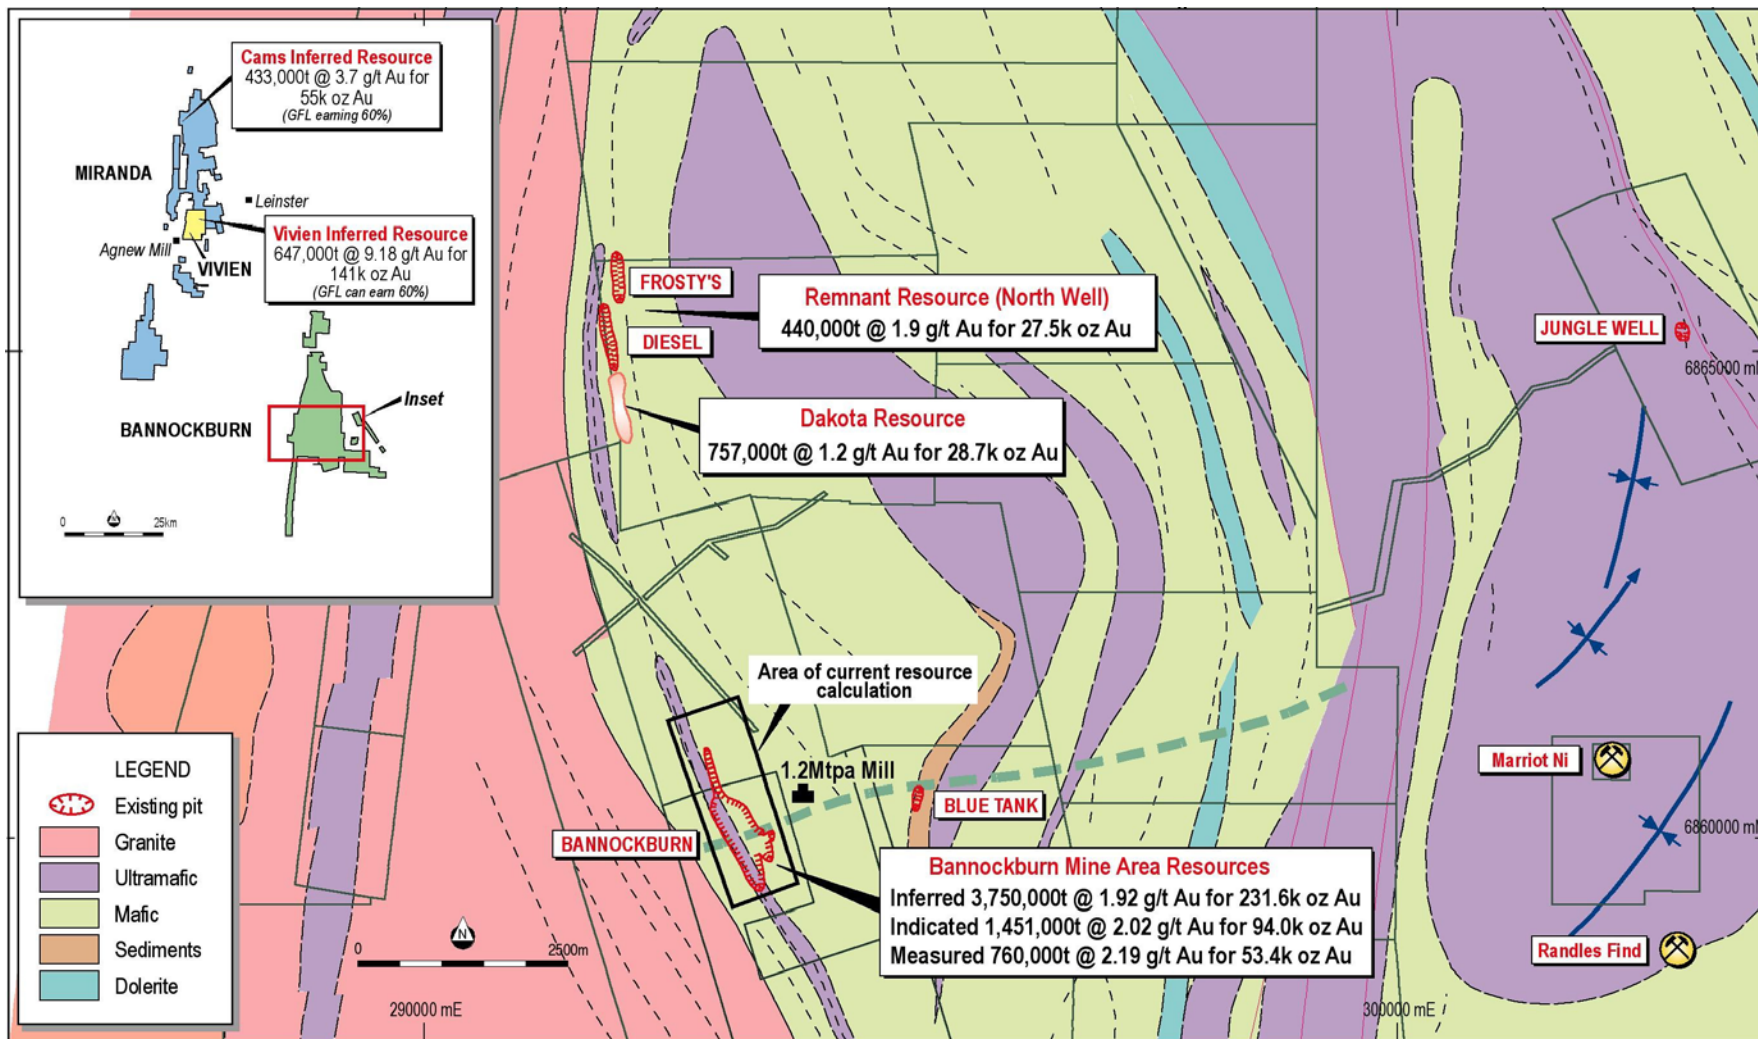 Cams Inferred Resource
433,000t @ 3.7 g/t Au for
55k oz Au
(GFL earning 60%)
MIRANDA
Leinster
Vivien Inferred Resource
647,000t @ 9.18 g/t Au for
141k oz Au
(GFL can earn 60%)
Agnew Mill
VIVIEN
Inset
BANNOCKBURN
0
25km
FROSTY'S
DIESEL
Remnant Resource (North Well)
440,000t @ 1.9 g/t Au for 27.5k oz Au
Dakota Resource
757,000t @ 1.2 g/t Au for 28.7k oz Au
JUNGLE WELL
6865000 m
Area of current resource
calculation
1.2Mtpa Mill
BANNOCKBURN
BLUE TANK
Marriot Ni
6860000 m
Randles Find
Bannockburn Mine Area Resources
Inferred 3,750,000t @ 1.92 g/t Au for 231.6k oz Au
Indicated 1,451,000t @ 2.02 g/t Au for 94.0k oz Au
Measured 760,000t @ 2.19 g/t Au for 53.4k oz Au
LEGEND
Existing pit
Granite
Ultramafic
Mafic
Sediments
Dolerite
N
0
2500m
290000 mE
300000 mE